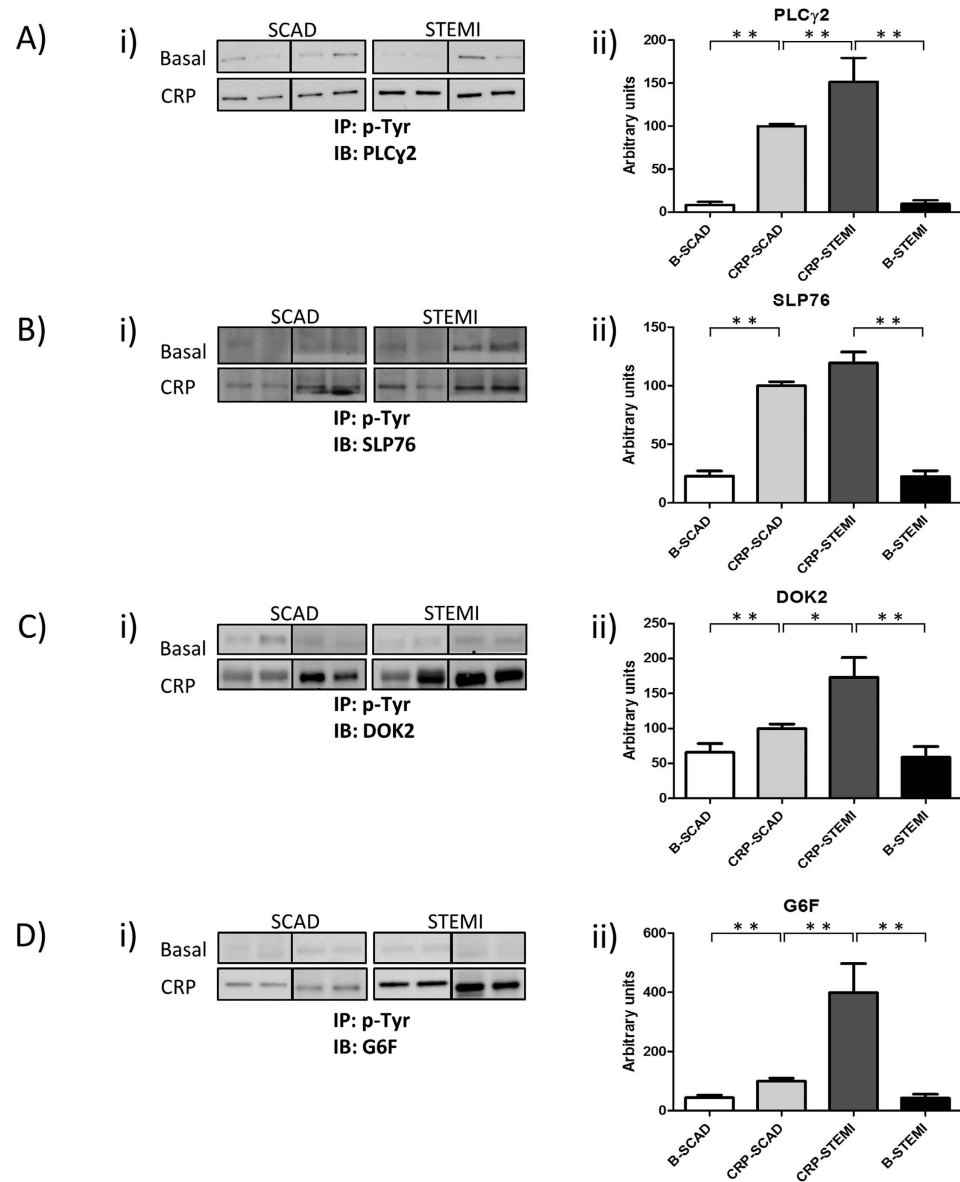 A)
i)
SCAD STEMI
Basal
CRP
IP: p-Tyr
IB: PLCɣ2
ii)
PLCγ2
* * * * * *
Arbitrary units
200
150
100
50
0
B-SCAD
CRP-SCAD
CRP-STEMI
B-STEMI
B)
i)
SCAD STEMI
Basal
CRP
IP: p-Tyr
IB: SLP76
ii)
SLP76
* * * *
Arbitrary units
150
100
50
0
B-SCAD
CRP-SCAD
CRP-STEMI
B-STEMI
C)
i)
SCAD STEMI
Basal
CRP
IP: p-Tyr
IB: DOK2
ii)
DOK2
* * * * *
Arbitrary units
250
200
150
100
50
0
B-SCAD
CRP-SCAD
CRP-STEMI
B-STEMI
D)
i)
SCAD STEMI
Basal
CRP
IP: p-Tyr
IB: G6F
ii)
G6F
* * * * * *
Arbitrary units
600
400
200
0
B-SCAD
CRP-SCAD
CRP-STEMI
B-STEMI